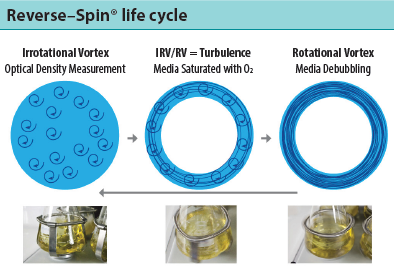 Reverse–Spin® life cycle
Irrotational Vortex
Optical Density Measurement
IRV/RV = Turbulence
Media Saturated with O₂
Rotational Vortex
Media Debubbling